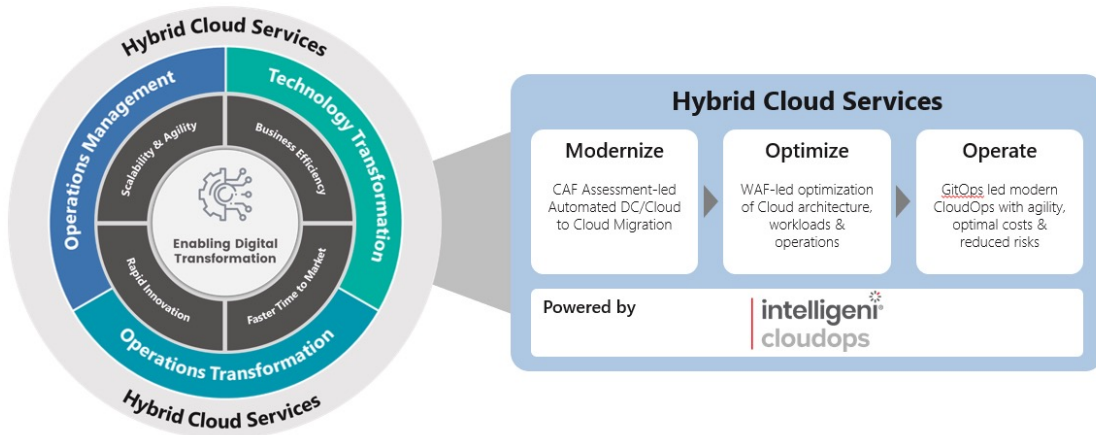 Hybrid Cloud Services
Operations Management
Technology Transformation
Scalability & Agility
Business Efficiency
Enabling Digital
Transformation
Rapid Innovation
Faster Time to Market
Operations Transformation
Hybrid Cloud Services
Hybrid Cloud Services
Modernize
CAF Assessment-led
Automated DC/Cloud
to Cloud Migration
Optimize
WAF-led optimization
of Cloud architecture,
workloads &
operations
Operate
GitOps led modern
CloudOps with agility,
optimal costs &
reduced risks
Powered by
intelligeni®
cloudops